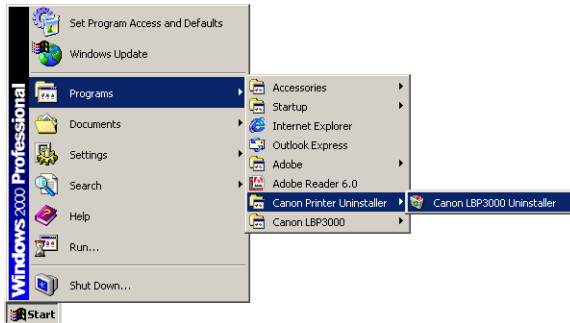 Set Program Access and Defaults
Windows Update
Programs
Documents
Settings
Search
Help
Run...
Shut Down...
Windows 2000 Professional
Start
Accessories
Startup
Internet Explorer
Outlook Express
Adobe
Adobe Reader 6.0
Canon Printer Uninstaller
Canon LBP3000
Canon LBP3000 Uninstaller